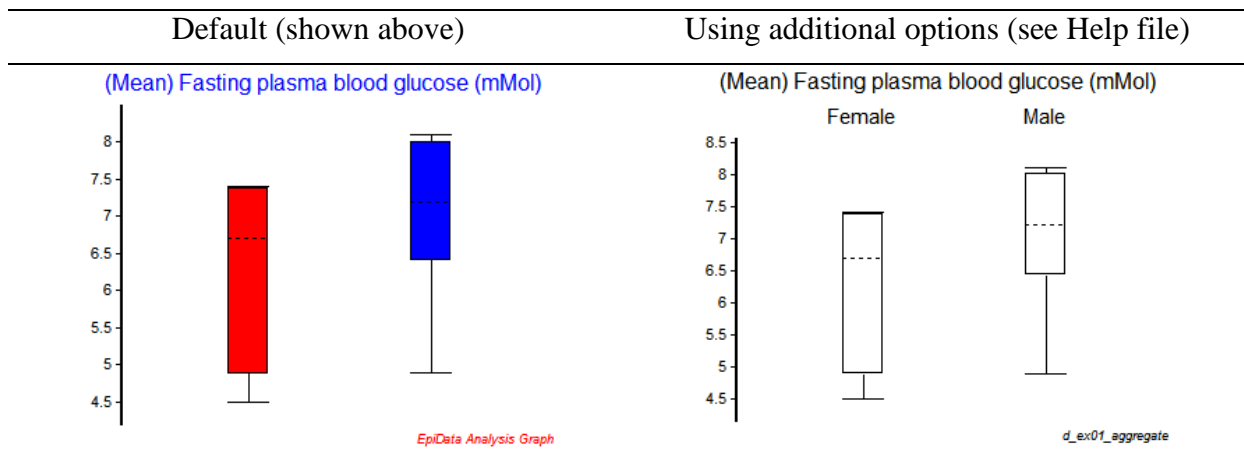 Default (shown above)
Using additional options (see Help file)
(Mean) Fasting plasma blood glucose (mMol)
8
7.5
7
6.5
6
5.5
5
4.5
EpiData Analysis Graph
(Mean) Fasting plasma blood glucose (mMol)
Female Male
8.5
8
7.5
7
6.5
6
5.5
5
4.5
d_ex01_aggregate